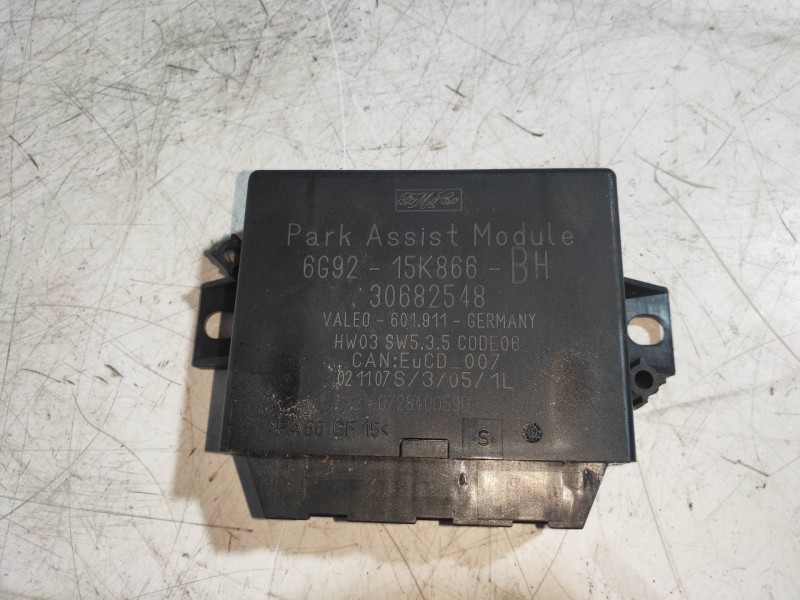 FoMoCo
Park Assist Module
6G92 - 15K866 - BH
30682548
VALEO - 601.911 - GERMANY
HW03 SW5.3.5 CODE06
CAN:EuCD_007
021107S/3/05/1L
S